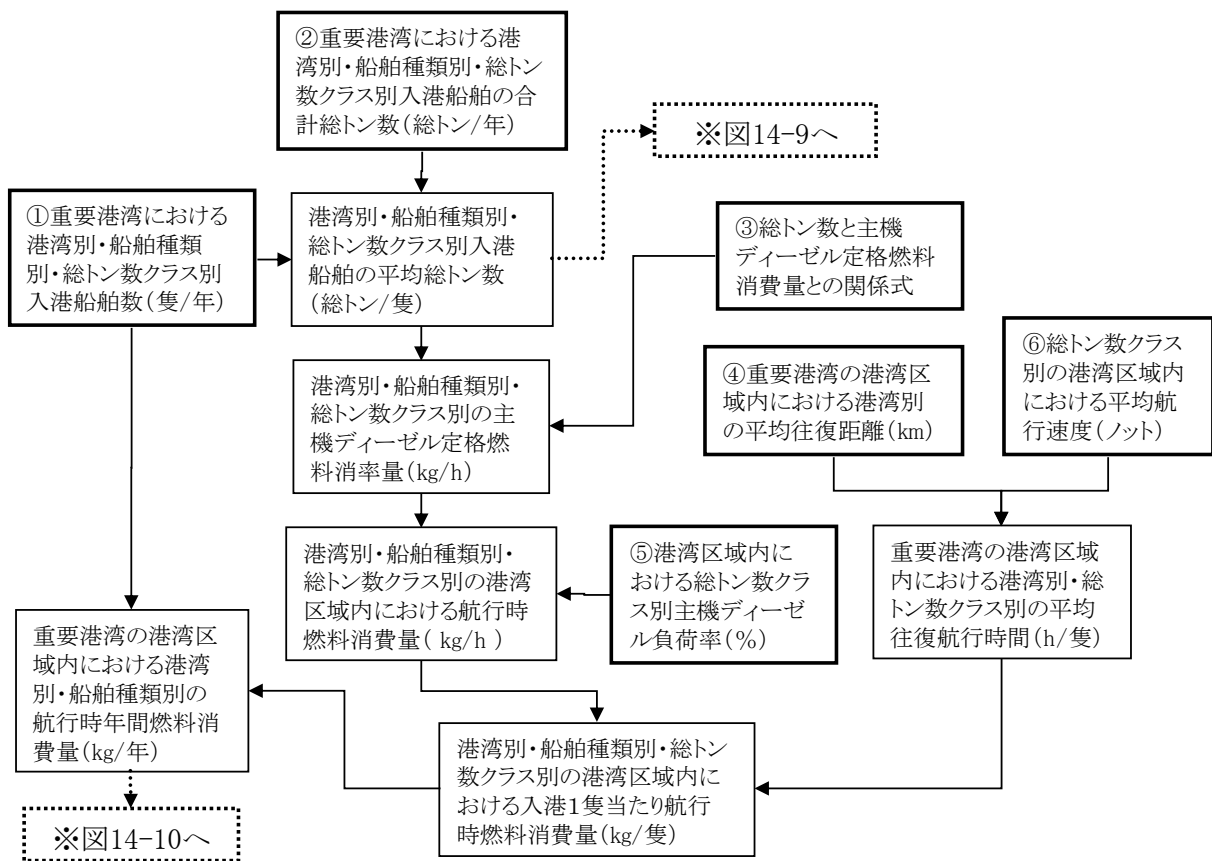 ②重要港湾における港
湾別・船舶種類別・総トン
数クラス別入港船舶の合
計総トン数(総トン/年)
※図14-9へ
①重要港湾における
港湾別・船舶種類
別・総トン数クラス別
入港船舶数(隻/年)
港湾別・船舶種類別・
総トン数クラス別入港
船舶の平均総トン数
(総トン/隻)
③総トン数と主機
ディーゼル定格燃料
消費量との関係式
港湾別・船舶種類別・
総トン数クラス別の主
機ディーゼル定格燃
料消率量(kg/h)
④重要港湾の港湾区
域内における港湾別
の平均往復距離(km)
⑥総トン数クラス
別の港湾区域内
における平均航
行速度(ノット)
港湾別・船舶種類別・
総トン数クラス別の港湾
区域内における航行時
燃料消費量( kg/h )
⑤港湾区域内に
おける総トン数クラ
ス別主機ディーゼ
ル負荷率(%)
重要港湾の港湾区域
内における港湾別・総
トン数クラス別の平均
往復航行時間(h/隻)
重要港湾の港湾区
域内における港湾
別・船舶種類別の
航行時年間燃料消
費量(kg/年)
港湾別・船舶種類別・総トン
数クラス別の港湾区域内に
おける入港1隻当たり航行
時燃料消費量(kg/隻)
※図14-10へ